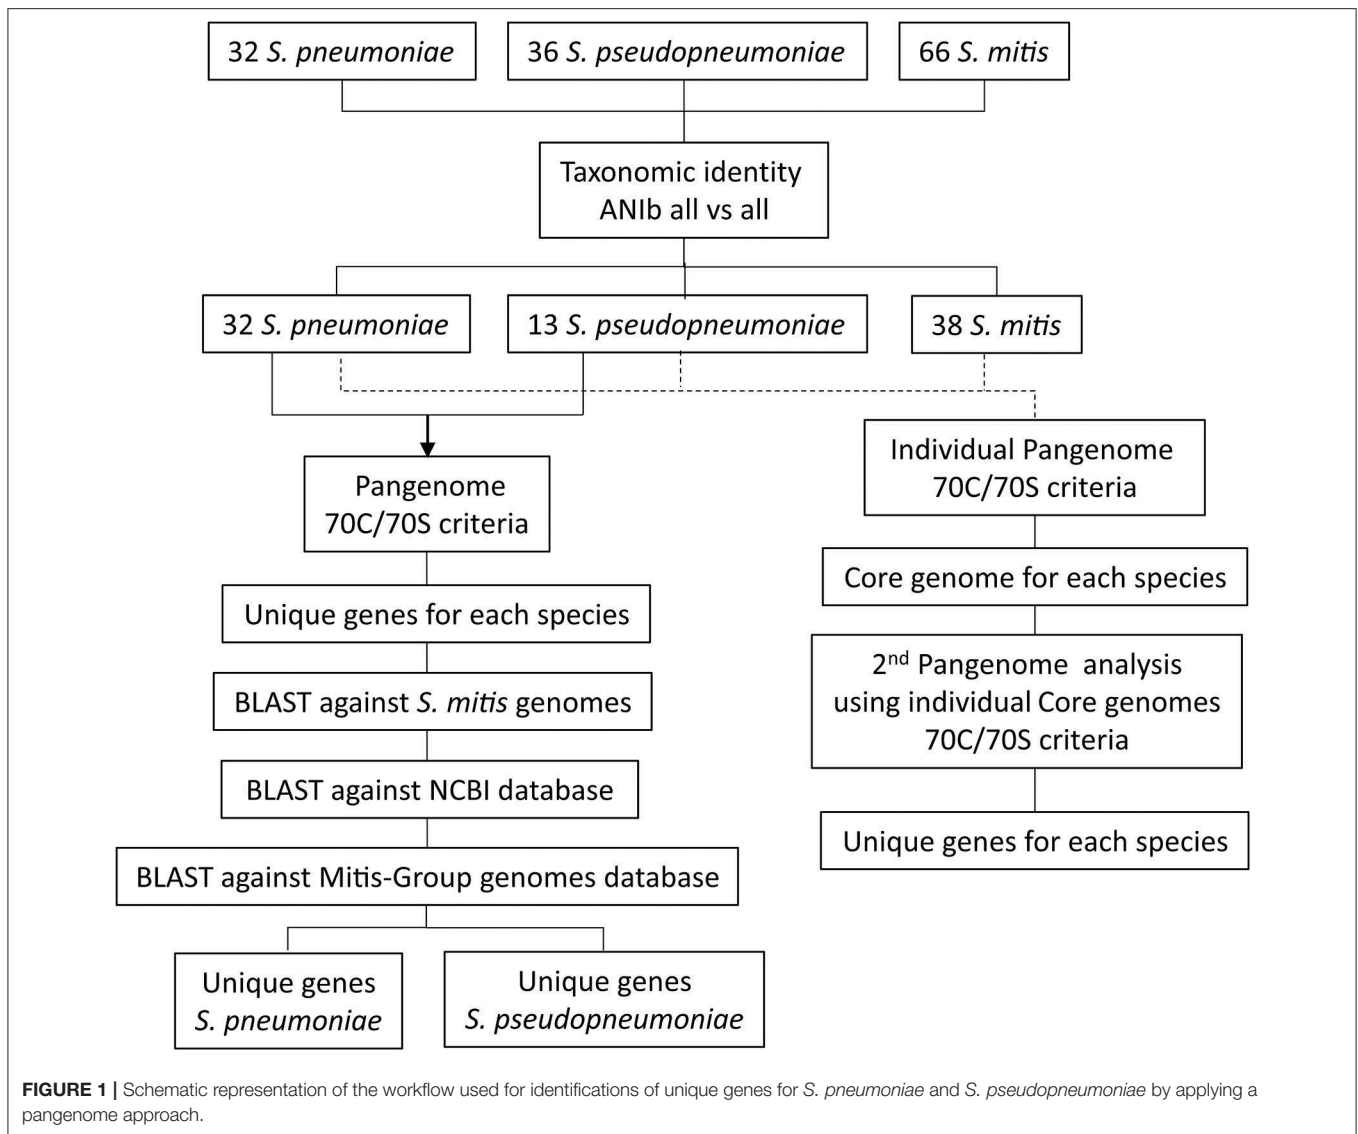 32 S. pneumoniae
36 S. pseudopneumoniae
66 S. mitis
Taxonomic identity
ANIb all vs all
32 S. pneumoniae
13 S. pseudopneumoniae
38 S. mitis
Pangenome
70C/70S criteria
Unique genes for each species
BLAST against S. mitis genomes
BLAST against NCBI database
BLAST against Mitis-Group genomes database
Unique genes
S. pneumoniae
Unique genes
S. pseudopneumoniae
Individual Pangenome
70C/70S criteria
Core genome for each species
2nd Pangenome analysis
using individual Core genomes
70C/70S criteria
Unique genes for each species
FIGURE 1 | Schematic representation of the workflow used for identifications of unique genes for S. pneumoniae and S. pseudopneumoniae by applying a
pangenome approach.